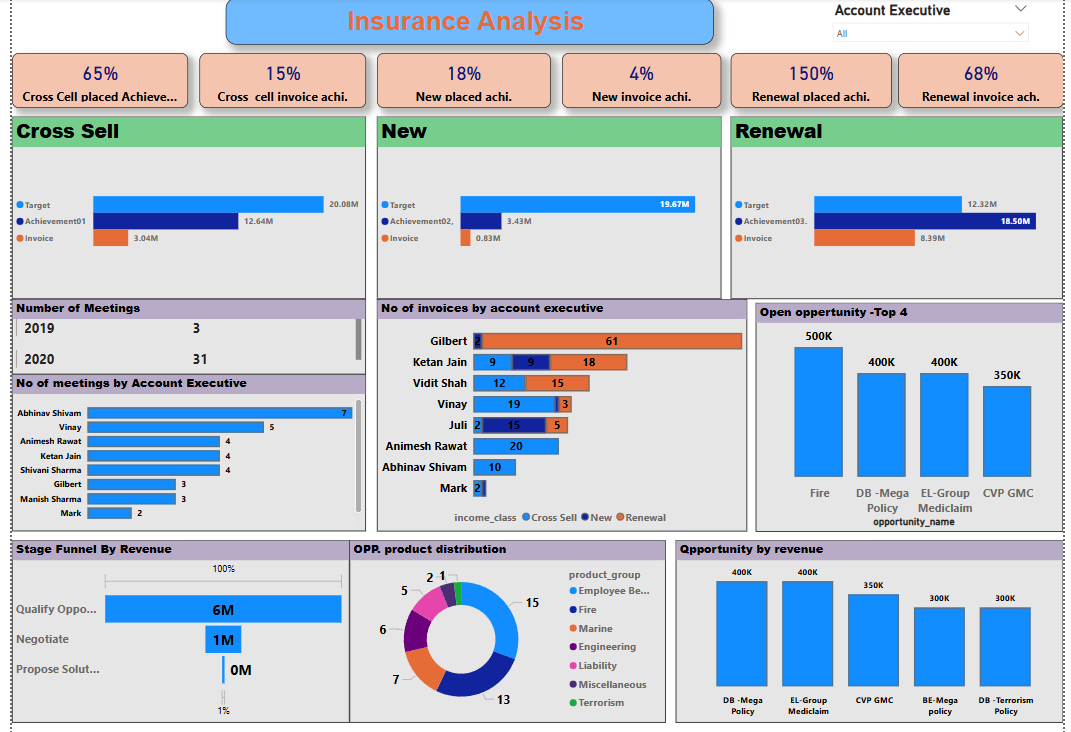 Insurance Analysis
Account Executive
All
65%
Cross Cell placed Achieve...
15%
Cross cell invoice achi.
18%
New placed achi.
4%
New invoice achi.
150%
Renewal placed achi.
68%
Renewal invoice ach.
Cross Sell
Target 20.08M
Achievement01 12.64M
Invoice 3.04M
New
Target 19.67M
Achievement02. 3.43M
Invoice 0.83M
Renewal
Target 12.32M
Achievement03. 18.50M
Invoice 8.39M
Number of Meetings
2019 3
2020 31
No of meetings by Account Executive
Abhinav Shivam 7
Vinay 5
Animesh Rawat 4
Ketan Jain 4
Shivani Sharma 4
Gilbert 3
Manish Sharma 3
Mark 2
No of invoices by account executive
Gilbert 2 61
Ketan Jain 9 9 18
Vidit Shah 12 15
Vinay 19 3
Juli 2 15 5
Animesh Rawat 20
Abhinav Shivam 10
Mark 2
income_class Cross Sell New Renewal
Open oppertunity -Top 4
500K
400K
400K
350K
Fire
DB -Mega
Policy
EL-Group
Mediclaim
CVP GMC
opportunity_name
Stage Funnel By Revenue
100%
Qualify Oppo... 6M
Negotiate 1M
Propose Solut... 0M
1%
OPP. product distribution
15
13
7
6
5
2
1
product_group
Employee Be...
Fire
Marine
Engineering
Liability
Miscellaneous
Terrorism
Qpportunity by revenue
400K
400K
350K
300K
300K
DB -Mega
Policy
EL-Group
Mediclaim
CVP GMC
BE-Mega
policy
DB -Terrorism
Policy